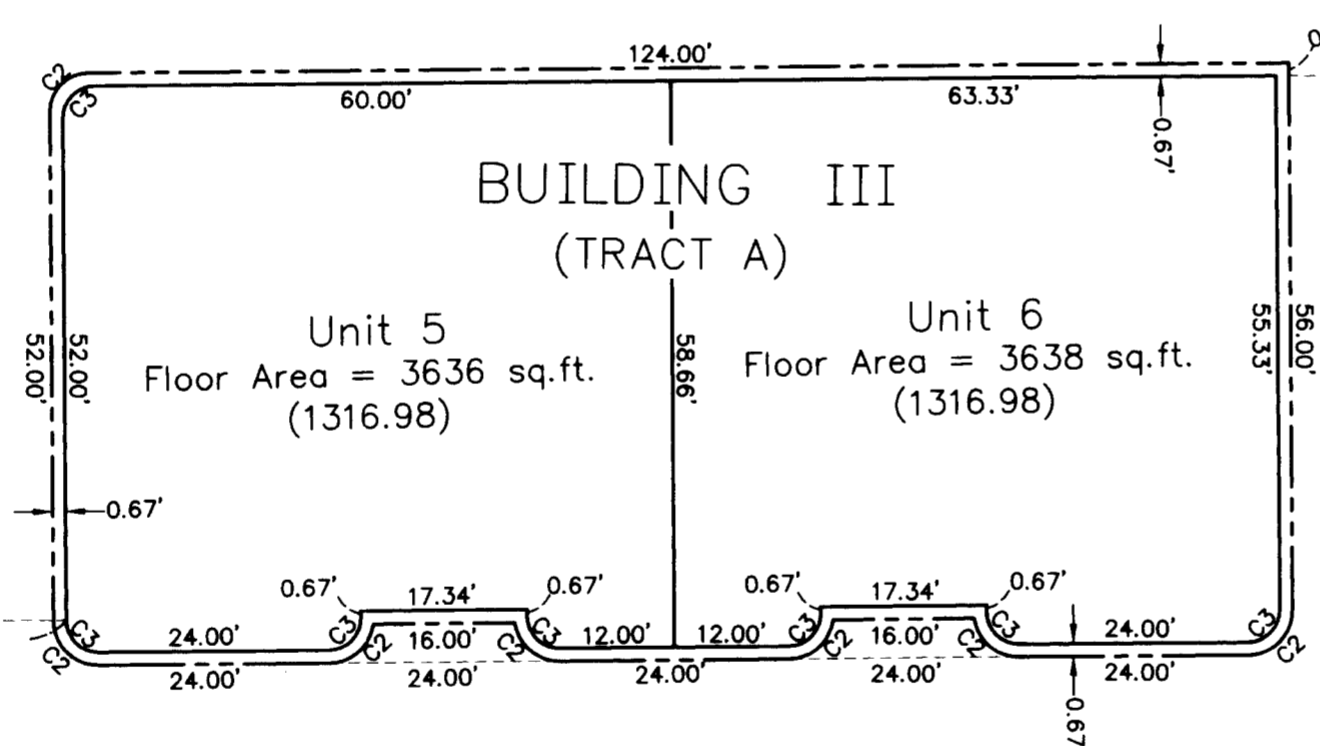 124.00'
0
C2
C3
60.00'
63.33'
0.67'
BUILDING III
(TRACT A)
Unit 5
Floor Area = 3636 sq.ft.
(1316.98)
Unit 6
Floor Area = 3638 sq.ft.
(1316.98)
52.00'
52.00'
58.66'
55.33'
56.00'
0.67'
0.67'
17.34'
0.67'
0.67'
17.34'
0.67'
C3
C2
24.00'
C3
C2
16.00'
C2
C3
12.00'
12.00'
C3
C2
16.00'
C2
C3
24.00'
C3
C2
24.00'
24.00'
24.00'
24.00'
24.00'
0.67